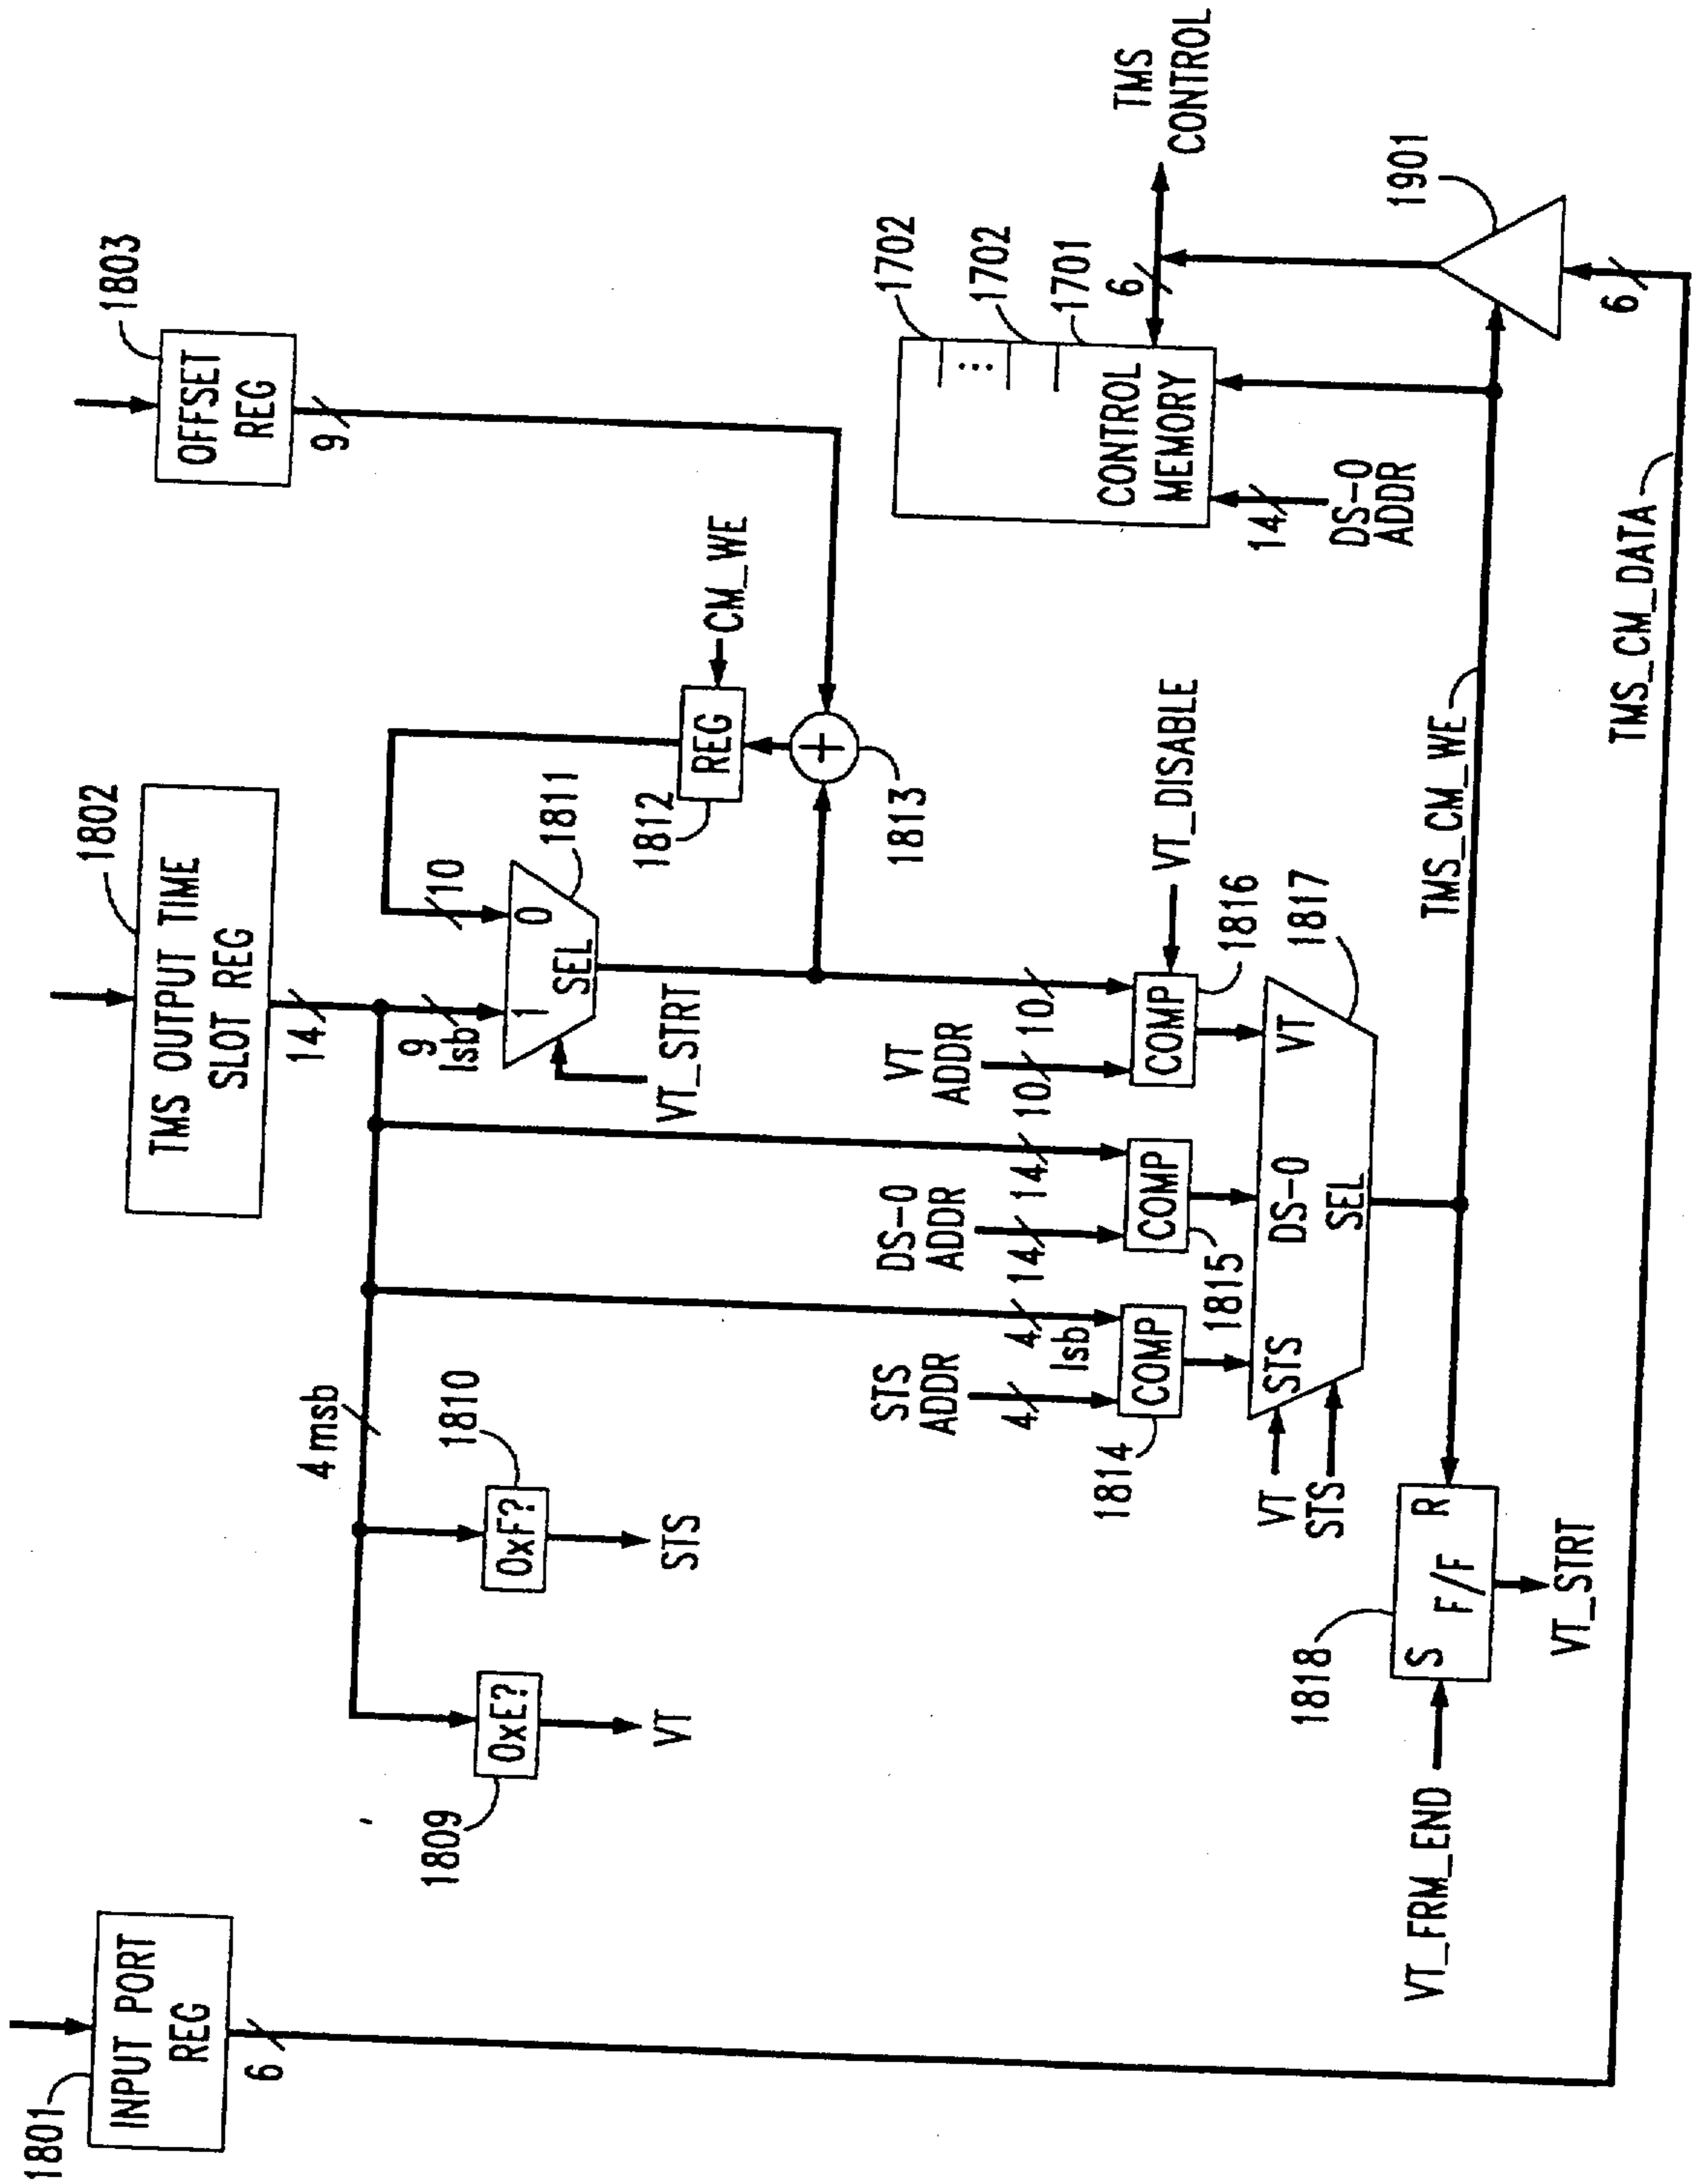 1801
INPUT PORT
REG
6
1802
TMS OUTPUT TIME
SLOT REG
14
1803
OFFSET
REG
9
4 msb
1809
0xE?
VT
1810
0xF?
STS
9
lsb
10
1
0
SEL
1811
VT_STRT
1812
REG
CM_WE
+
1813
STS
ADDR
4
4
lsb
COMP
1814
DS-0
ADDR
14
14
COMP
1815
VT
ADDR
10
10
COMP
1816
VT_DISABLE
STS
DS-0
VT
SEL
1817
VT
STS
VT_FRM_END
1818
S
R
F/F
VT_STRT
1702
1702
1701
CONTROL
MEMORY
6
TMS
CONTROL
14
DS-0
ADDR
1901
6
TMS_CM_WE
TMS_CM_DATA